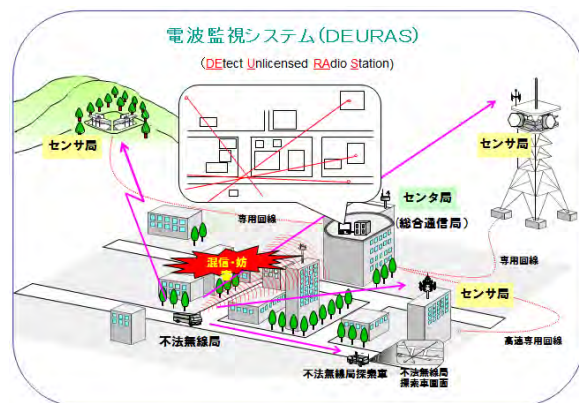 電波監視システム(DEURAS)
(DEtect Unlicensed RAdio Station)
センサ局
センサ局
センタ局
(総合通信局)
専用回線
混信・妨
害
専用回線
センサ局
不法無線局
高速専用回線
不法無線局探索車
不法無線局
探索車画面